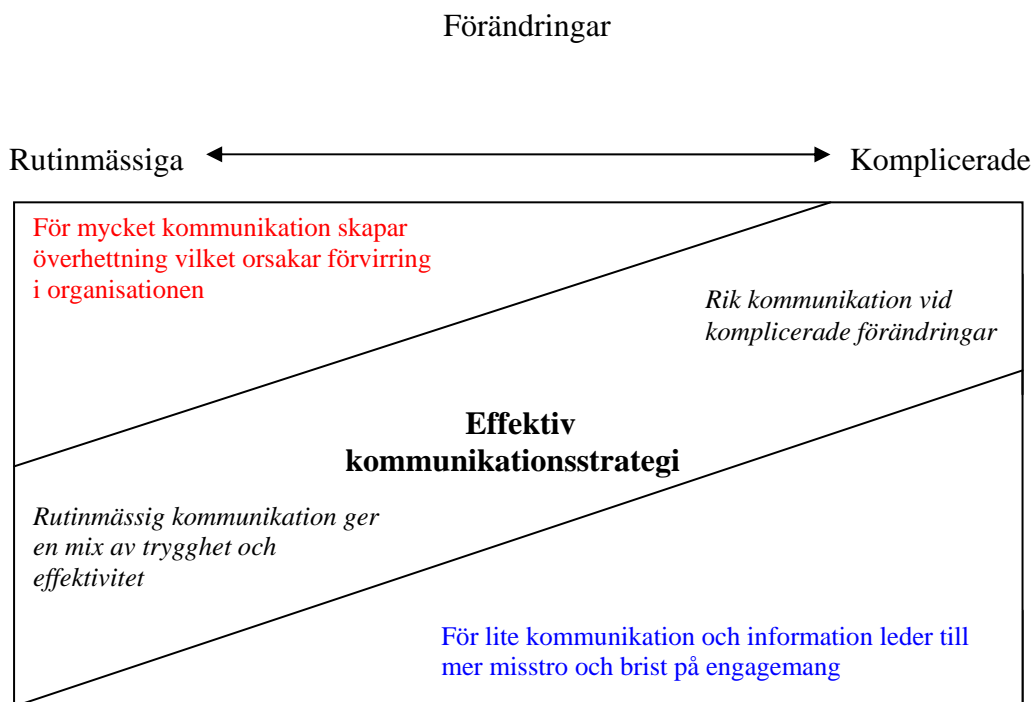 Förändringar
Rutinmässiga
Komplicerade
För mycket kommunikation skapar
överhettning vilket orsakar förvirring
i organisationen
Rik kommunikation vid
komplicerade förändringar
Effektiv
kommunikationsstrategi
Rutinmässig kommunikation ger
en mix av trygghet och
effektivitet
För lite kommunikation och information leder till
mer misstro och brist på engagemang